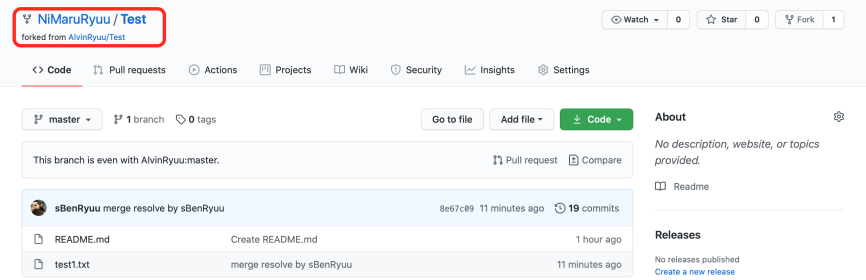 NiMaruRyuu / Test
forked from AlvinRyuu/Test
Watch 0 Star 0 Fork 1
Code Pull requests Actions Projects Wiki Security Insights Settings
master 1 branch 0 tags Go to file Add file Code
This branch is even with AlvinRyuu:master. Pull request Compare
sBenRyuu merge resolve by sBenRyuu 8e67c09 11 minutes ago 19 commits
README.md Create README.md 1 hour ago
test1.txt merge resolve by sBenRyuu 11 minutes ago
About
No description, website, or topics
provided.
Readme
Releases
No releases published
Create a new release